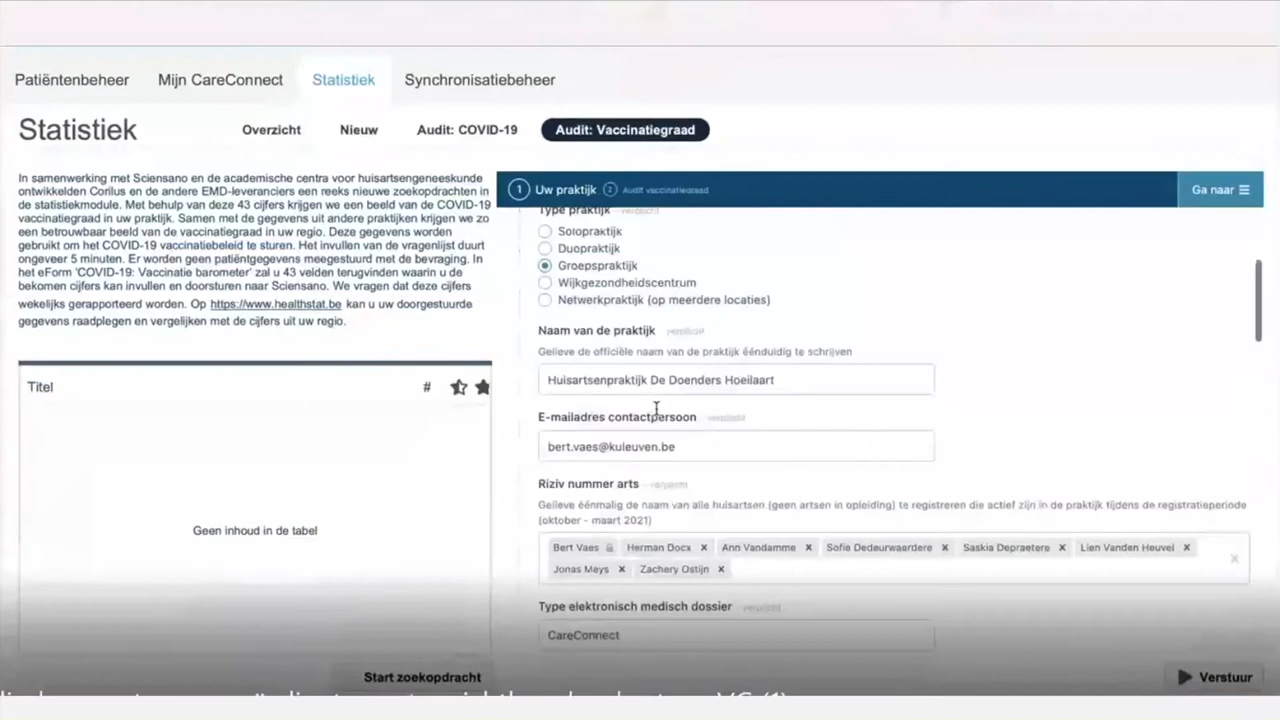 Patiëntenbeheer Mijn CareConnect Statistiek Synchronisatiebeheer
Statistiek Overzicht Nieuw Audit: COVID-19 Audit: Vaccinatiegraad
In samenwerking met Sciensano en de academische centra voor huisartsengeneeskunde
ontwikkelden Corilus en de andere EMD-leveranciers een reeks nieuwe zoekopdrachten in
de statistiekmodule. Met behulp van deze 43 cijfers krijgen we een beeld van de COVID-19
vaccinatiegraad in uw praktijk. Samen met de gegevens uit andere praktijken krijgen we zo
een betrouwbaar beeld van de vaccinatiegraad in uw regio. Deze gegevens worden
gebruikt om het COVID-19 vaccinatiebeleid te sturen. Het invullen van de vragenlijst duurt
ongeveer 5 minuten. Er worden geen patiëntgegevens meegestuurd met de bevraging. In
het eForm 'COVID-19: Vaccinatie barometer' zal u 43 velden terugvinden waarin u de
bekomen cijfers kan invullen en doorsturen naar Sciensano. We vragen dat deze cijfers
wekelijks gerapporteerd worden. Op https://www.healthstat.be kan u uw doorgestuurde
gegevens raadplegen en vergelijken met de cijfers uit uw regio.
Titel #
Geen inhoud in de tabel
Start zoekopdracht
1 Uw praktijk 2 Audit vaccinatiegraad Ga naar
Type praktijk verplicht
Solopraktijk
Duopraktijk
Groepspraktijk
Wijkgezondheidscentrum
Netwerkpraktijk (op meerdere locaties)
Naam van de praktijk verplicht
Gelieve de officiële naam van de praktijk éénduidig te schrijven
Huisartsenpraktijk De Doenders Hoeilaart
E-mailadres contactpersoon verplicht
bert.vaes@kuleuven.be
Riziv nummer arts verplicht
Gelieve éénmalig de naam van alle huisartsen (geen artsen in opleiding) te registreren die actief zijn in de praktijk tijdens de registratieperiode
(oktober - maart 2021)
Bert Vaes Herman Docx × Ann Vandamme × Sofie Dedeurwaerdere × Saskia Depraetere × Lien Vanden Heuvel ×
Jonas Meys × Zachery Ostijn ×
Type elektronisch medisch dossier verplicht
CareConnect
Verstuur